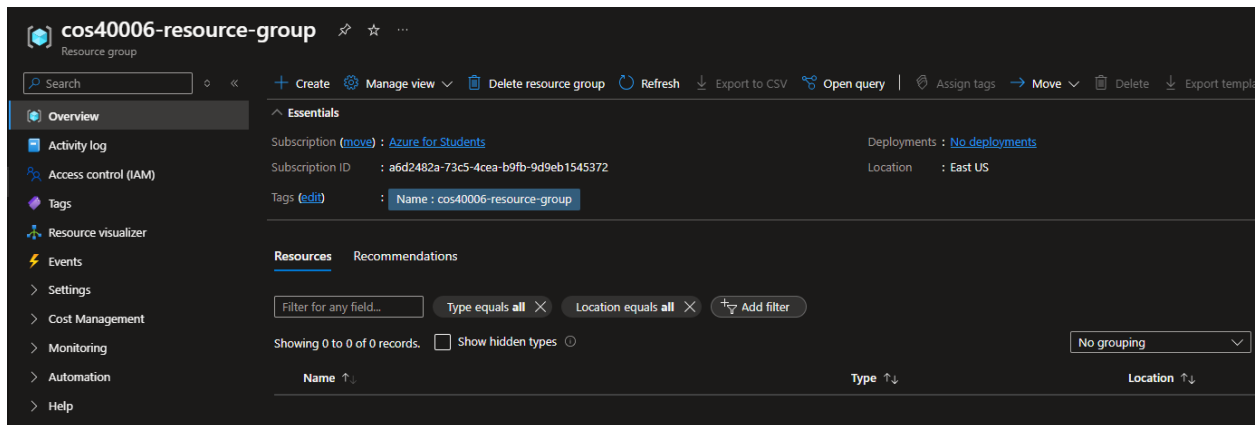 cos40006-resource-group
Resource group
Search
Create Manage view Delete resource group Refresh Export to CSV Open query Assign tags Move Delete Export templa
Overview
Activity log
Access control (IAM)
Tags
Resource visualizer
Events
Settings
Cost Management
Monitoring
Automation
Help
Essentials
Subscription (move) : Azure for Students
Deployments : No deployments
Subscription ID : a6d2482a-73c5-4cea-b9fb-9d9eb1545372
Location : East US
Tags (edit) : Name : cos40006-resource-group
Resources Recommendations
Filter for any field... Type equals all Location equals all Add filter
Showing 0 to 0 of 0 records. Show hidden types No grouping
Name Type Location